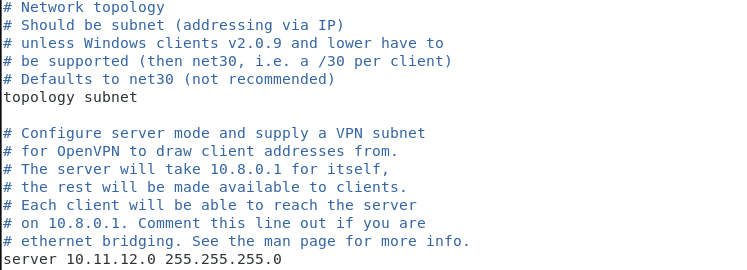 # Network topology
# Should be subnet (addressing via IP)
# unless Windows clients v2.0.9 and lower have to
# be supported (then net30, i.e. a /30 per client)
# Defaults to net30 (not recommended)
topology subnet

# Configure server mode and supply a VPN subnet
# for OpenVPN to draw client addresses from.
# The server will take 10.8.0.1 for itself,
# the rest will be made available to clients.
# Each client will be able to reach the server
# on 10.8.0.1. Comment this line out if you are
# ethernet bridging. See the man page for more info.
server 10.11.12.0 255.255.255.0